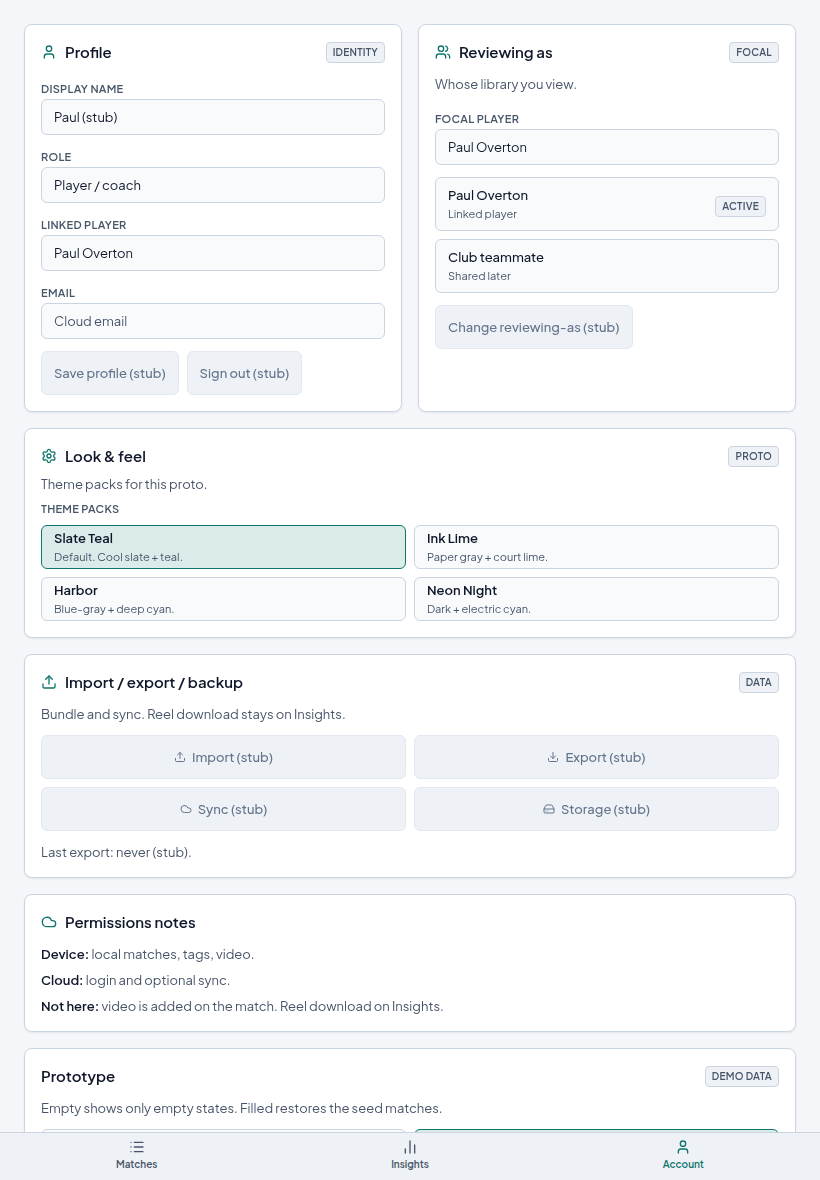 Profile
IDENTITY
DISPLAY NAME
Paul (stub)
ROLE
Player / coach
LINKED PLAYER
Paul Overton
EMAIL
Cloud email
Save profile (stub)
Sign out (stub)
Reviewing as
FOCAL
Whose library you view.
FOCAL PLAYER
Paul Overton
Paul Overton
Linked player
ACTIVE
Club teammate
Shared later
Change reviewing-as (stub)
Look & feel
PROTO
Theme packs for this proto.
THEME PACKS
Slate Teal
Default. Cool slate + teal.
Ink Lime
Paper gray + court lime.
Harbor
Blue-gray + deep cyan.
Neon Night
Dark + electric cyan.
Import / export / backup
DATA
Bundle and sync. Reel download stays on Insights.
Import (stub)
Export (stub)
Sync (stub)
Storage (stub)
Last export: never (stub).
Permissions notes
Device: local matches, tags, video.
Cloud: login and optional sync.
Not here: video is added on the match. Reel download on Insights.
Prototype
DEMO DATA
Empty shows only empty states. Filled restores the seed matches.
Matches
Insights
Account